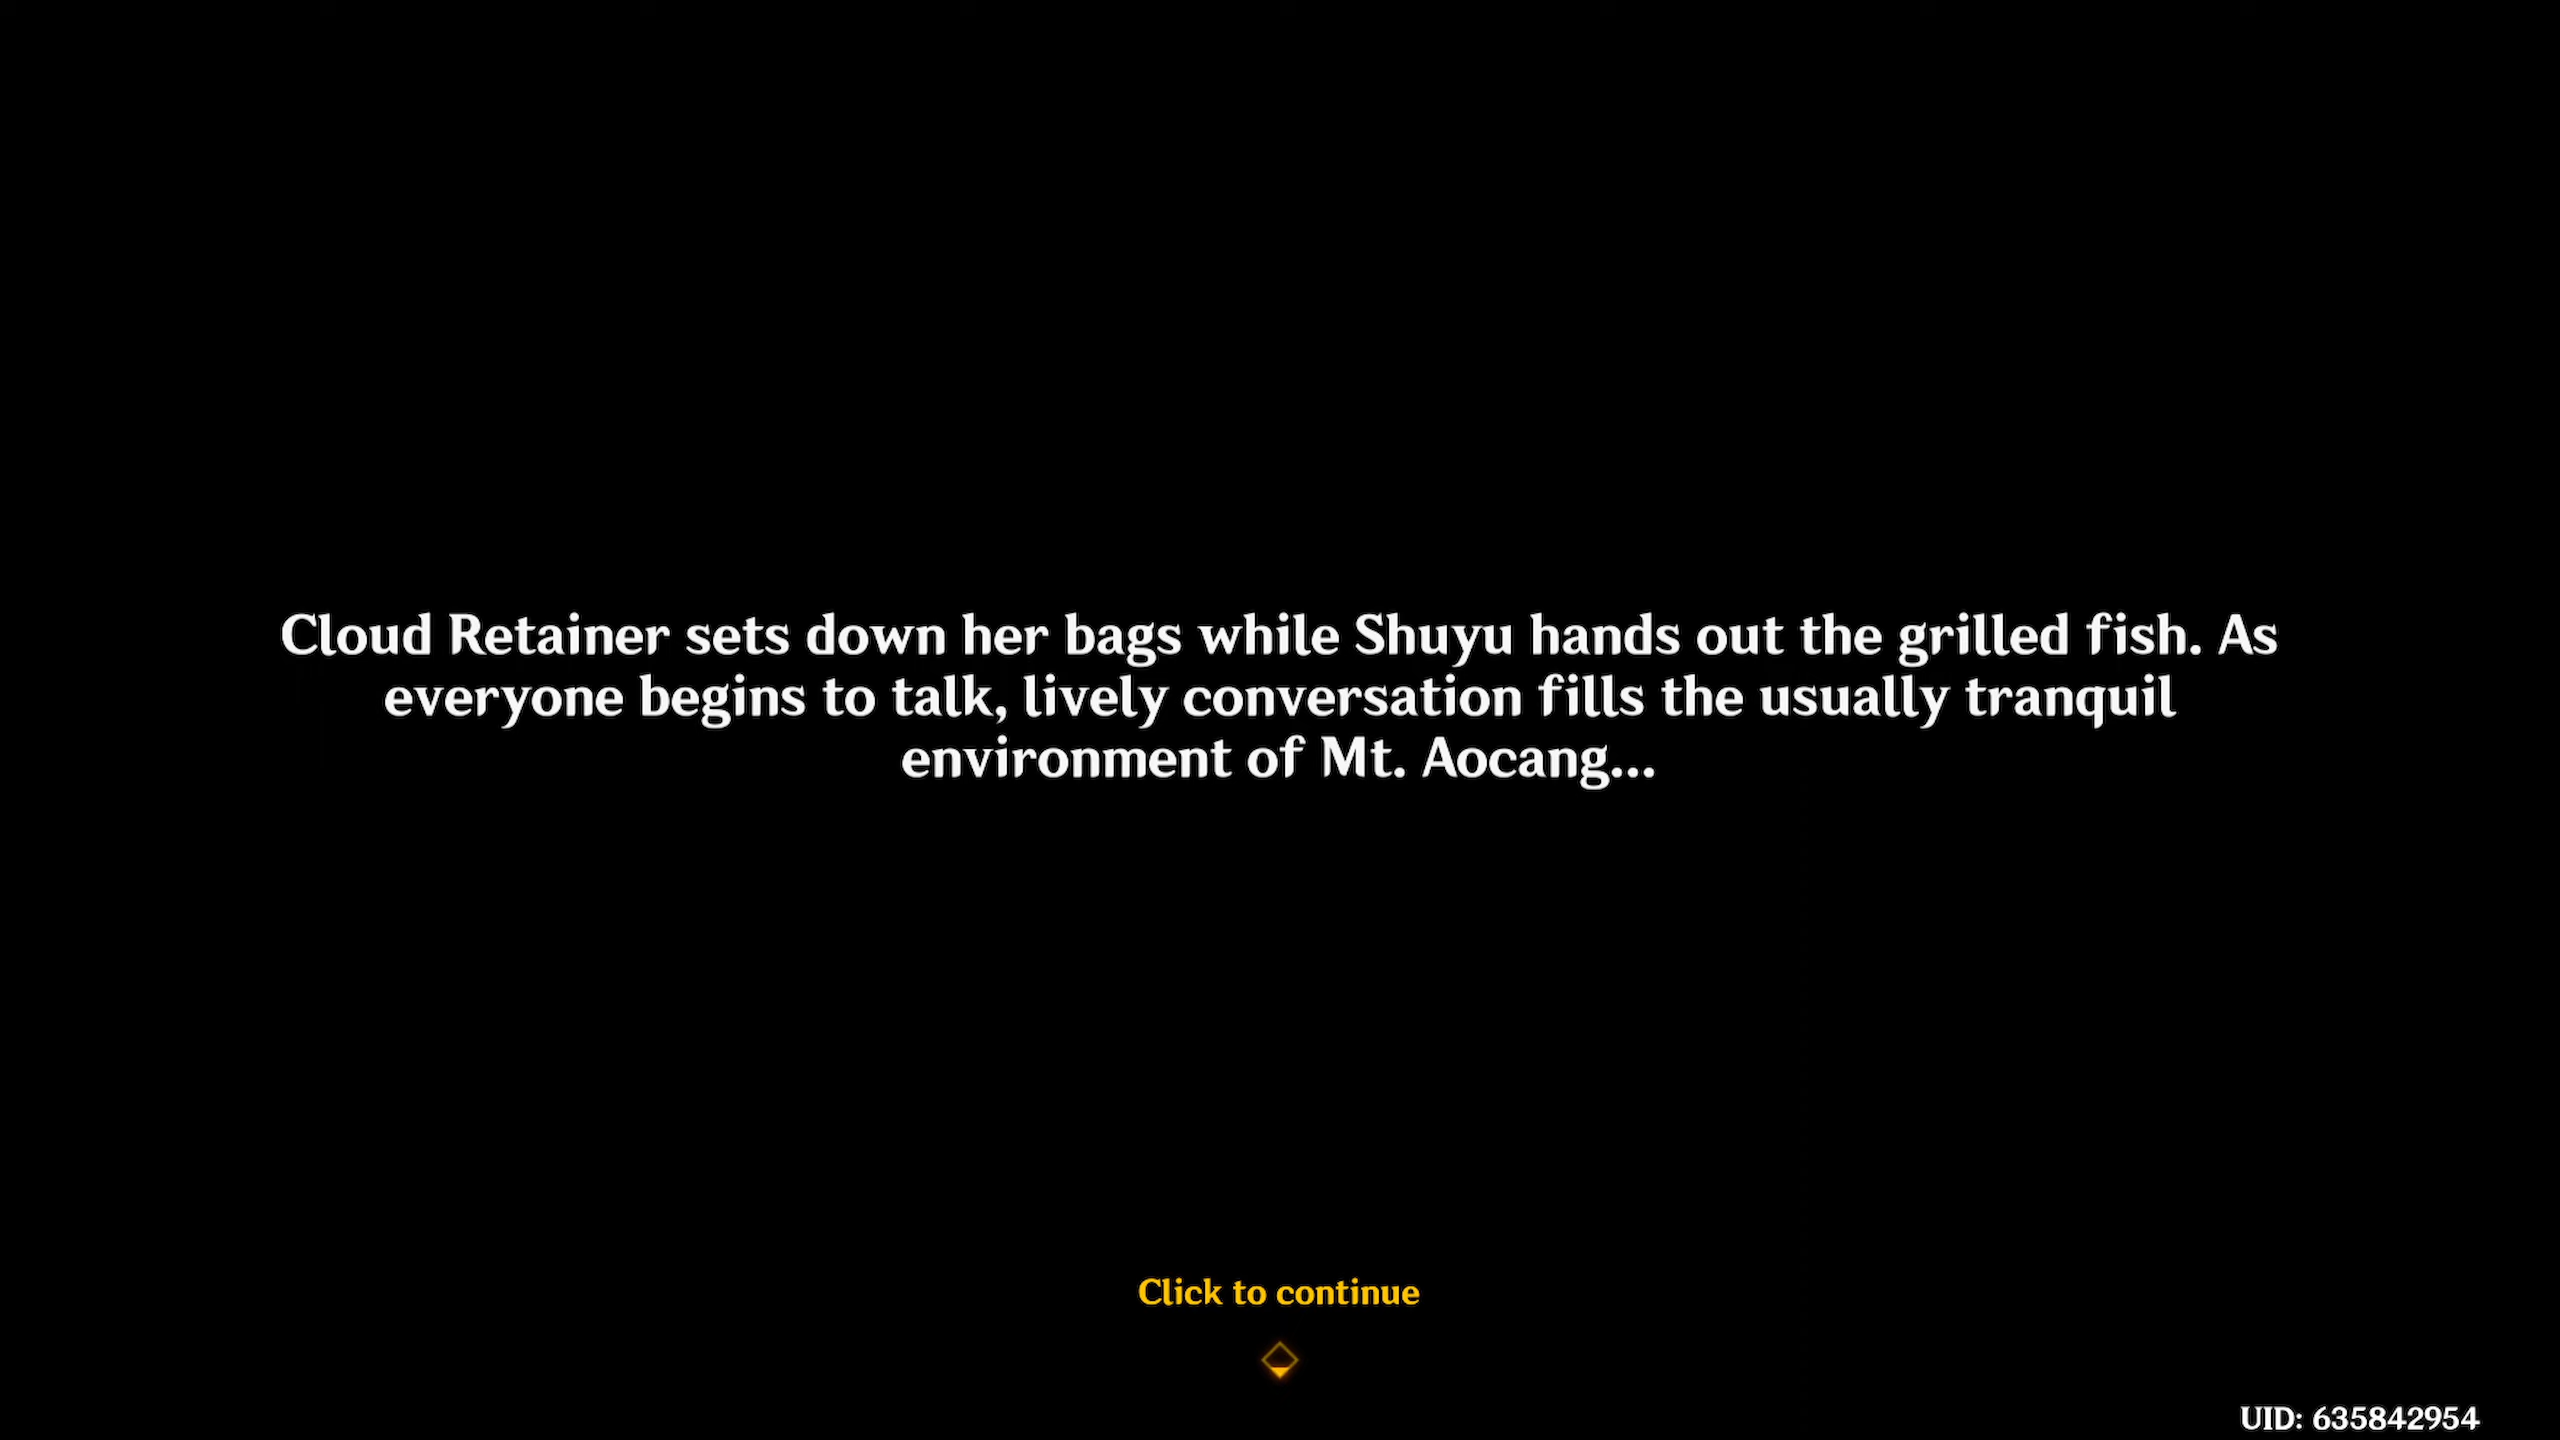 Cloud Retainer sets down her bags while Shuyu hands out the grilled fish. As
everyone begins to talk, lively conversation fills the usually tranquil
environment of Mt. Aocang...
Click to continue
UID: 635842954